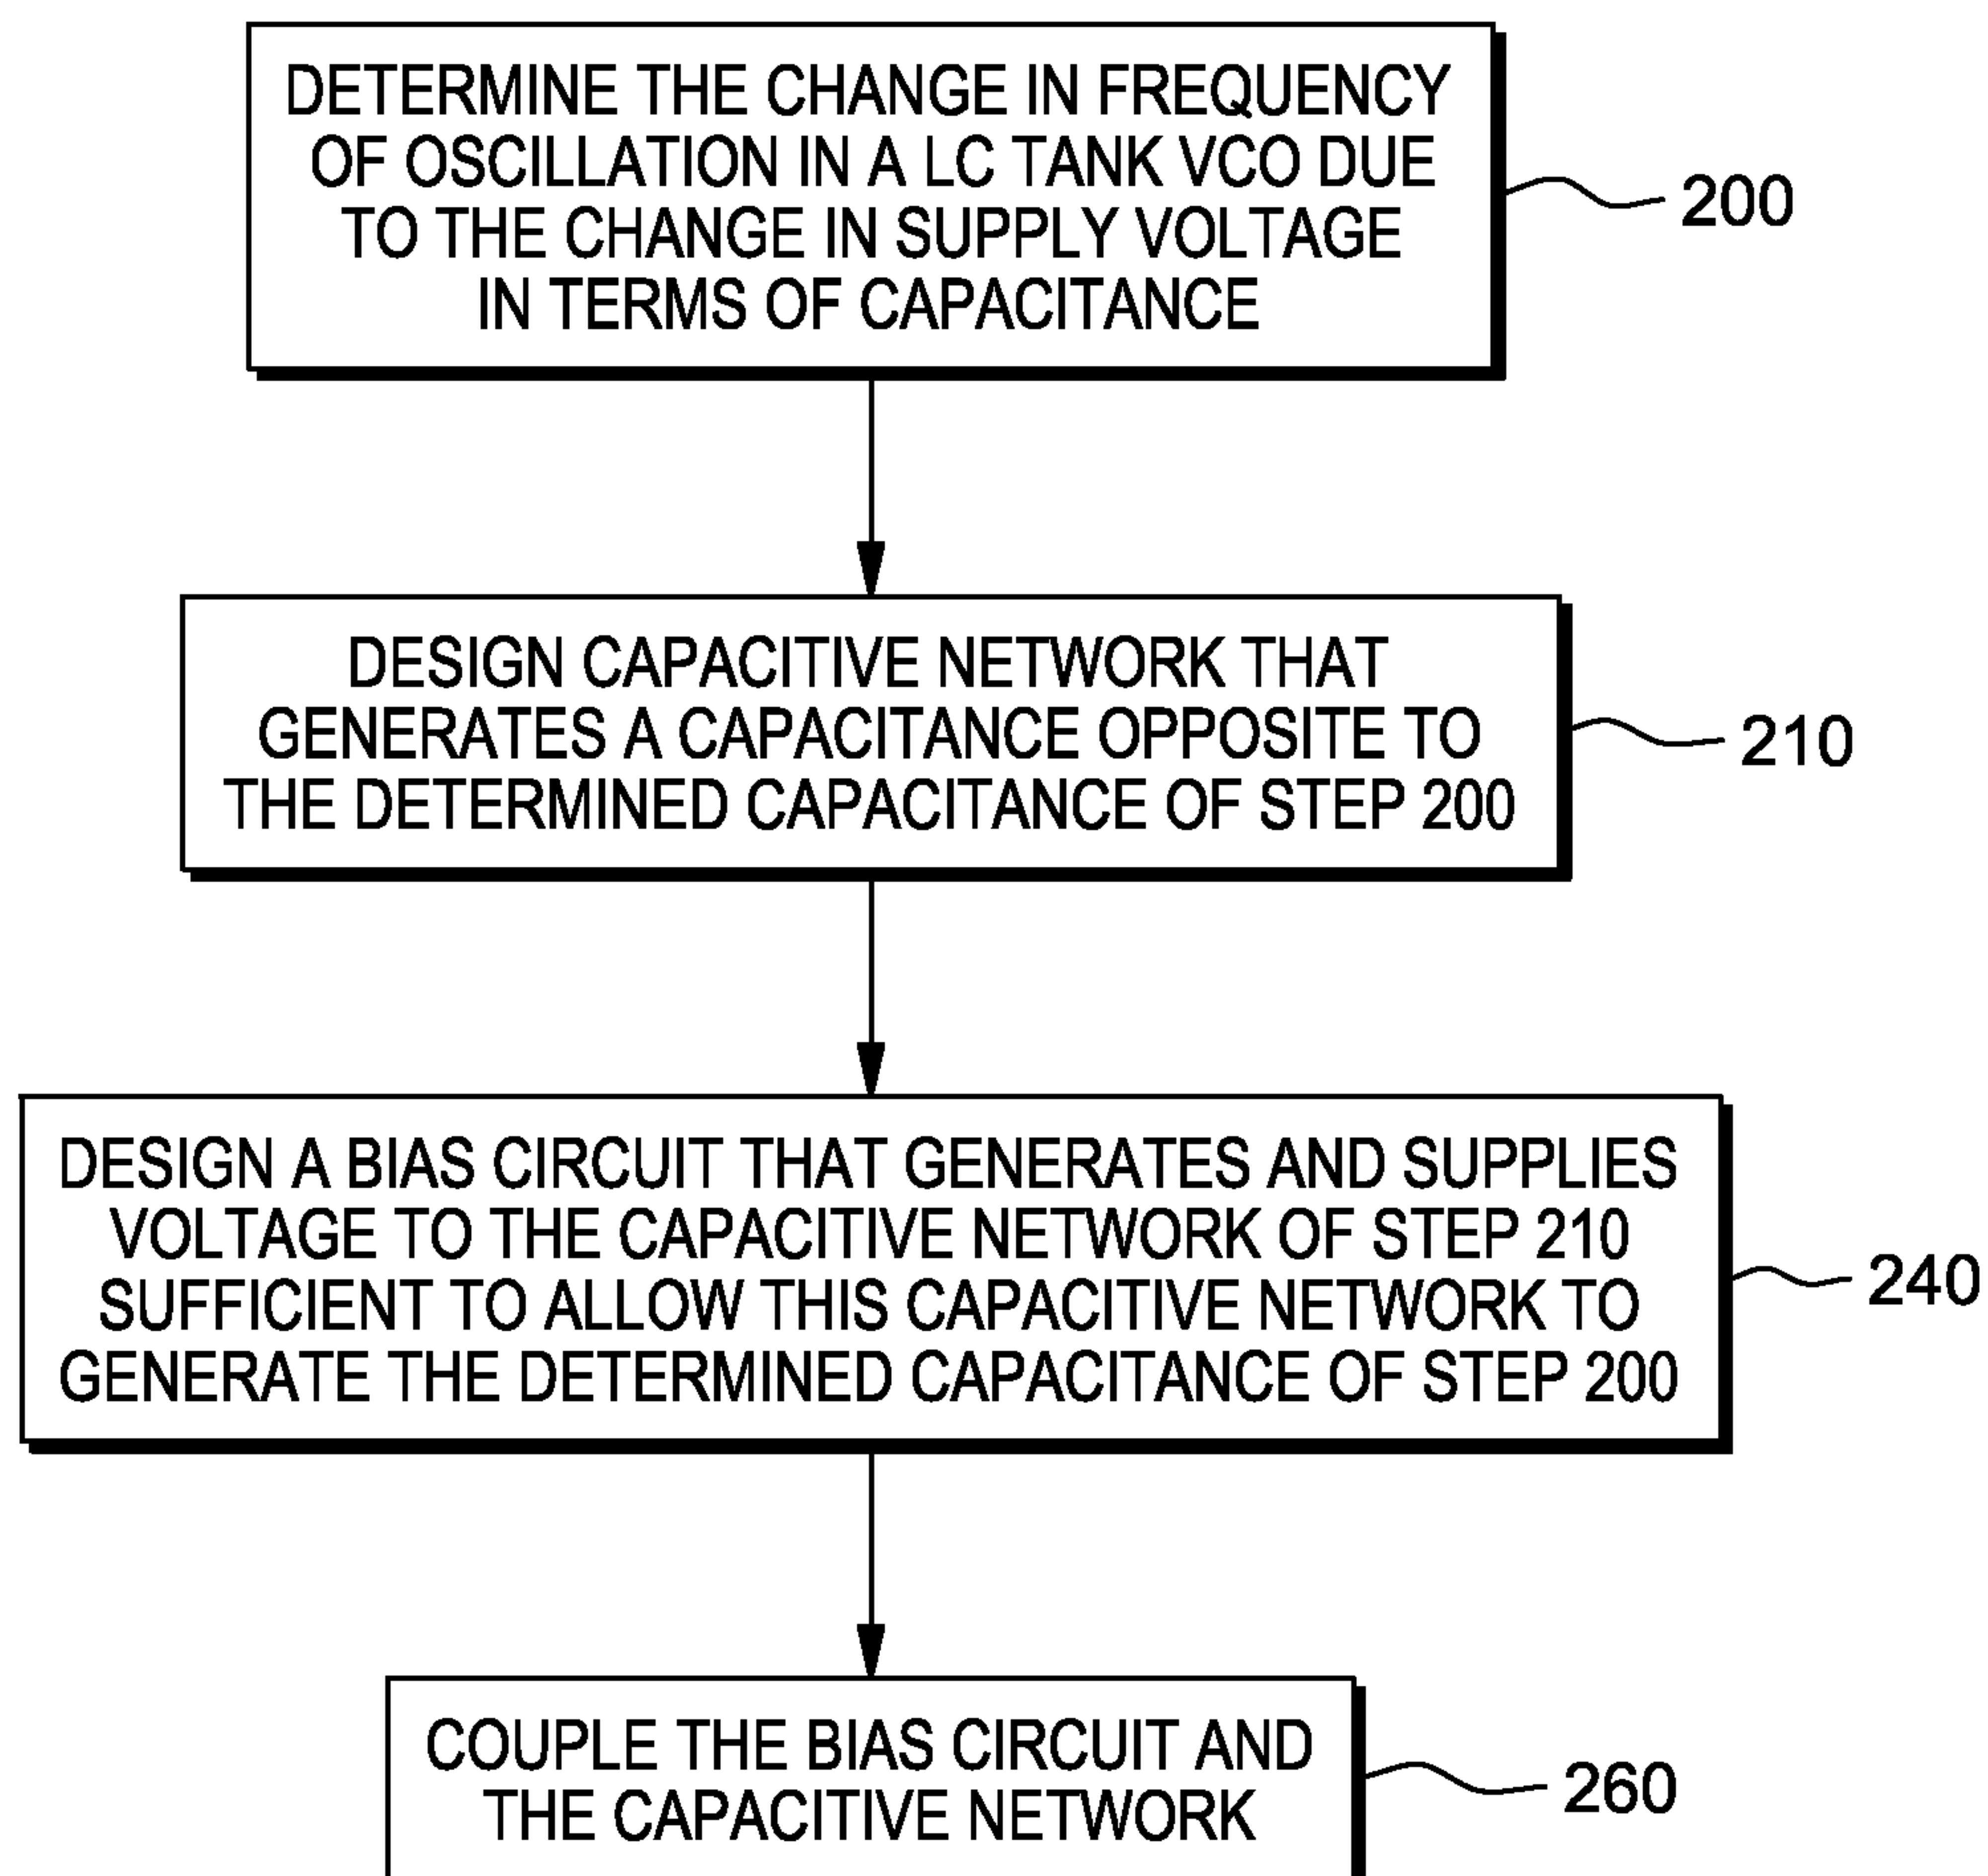 DETERMINE THE CHANGE IN FREQUENCY
OF OSCILLATION IN A LC TANK VCO DUE
TO THE CHANGE IN SUPPLY VOLTAGE
IN TERMS OF CAPACITANCE
200
DESIGN CAPACITIVE NETWORK THAT
GENERATES A CAPACITANCE OPPOSITE TO
THE DETERMINED CAPACITANCE OF STEP 200
210
DESIGN A BIAS CIRCUIT THAT GENERATES AND SUPPLIES
VOLTAGE TO THE CAPACITIVE NETWORK OF STEP 210
SUFFICIENT TO ALLOW THIS CAPACITIVE NETWORK TO
GENERATE THE DETERMINED CAPACITANCE OF STEP 200
240
COUPLE THE BIAS CIRCUIT AND
THE CAPACITIVE NETWORK
260